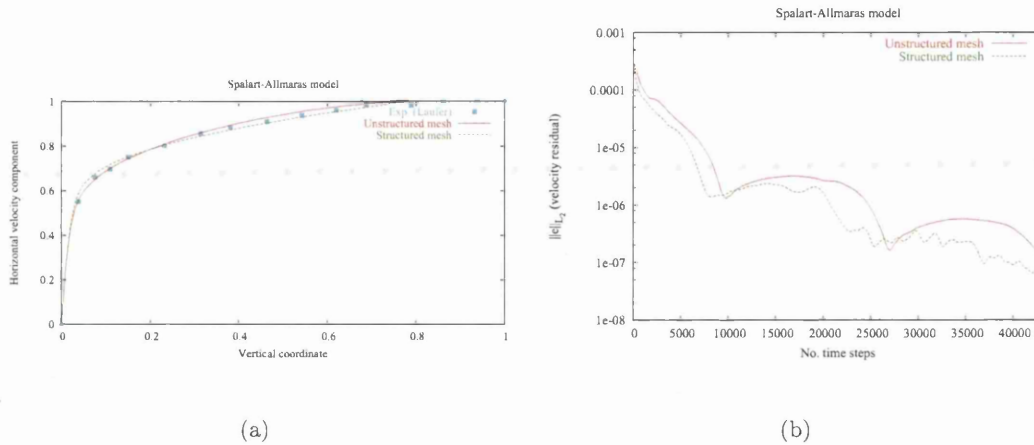 Spalart-Allmaras model
Horizontal velocity component
1
0.8
0.6
0.4
0.2
0
0 0.2 0.4 0.6 0.8 1
Vertical coordinate
Exp. (Laufer)
Unstructured mesh
Structured mesh
(a)
Spalart-Allmaras model
||e||L2 (velocity residual)
0.001
0.0001
1e-05
1e-06
1e-07
1e-08
0 5000 10000 15000 20000 25000 30000 35000 40000
No. time steps
Unstructured mesh
Structured mesh
(b)